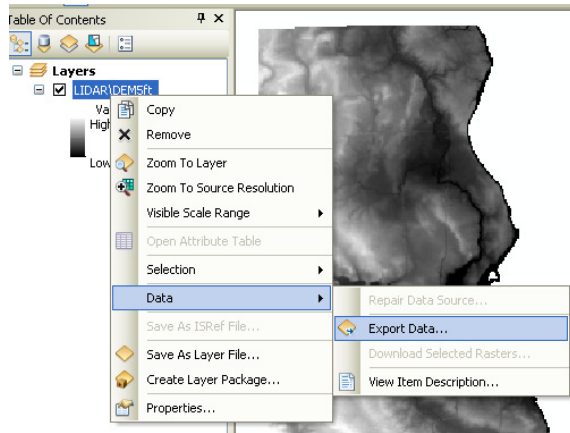 Table Of Contents
Layers
LIDAR\DEM5ft
Va
High
Low
Copy
Remove
Zoom To Layer
Zoom To Source Resolution
Visible Scale Range
Open Attribute Table
Selection
Data
Save As ISRef File...
Save As Layer File...
Create Layer Package...
Properties...
Repair Data Source...
Export Data...
Download Selected Rasters...
View Item Description...